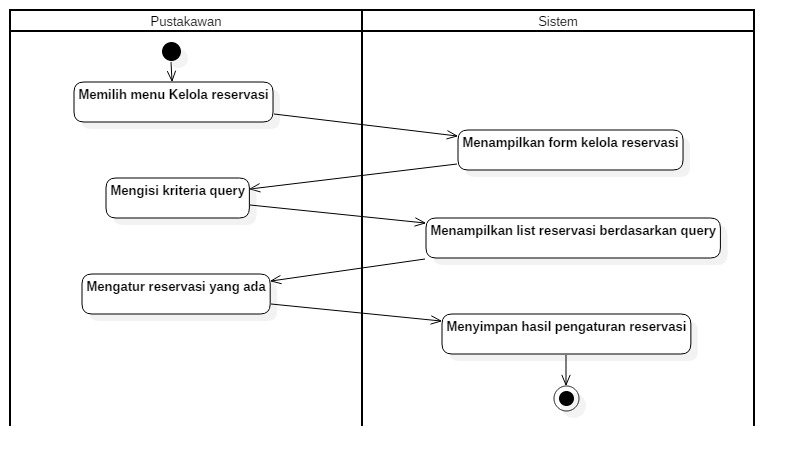 Pustakawan
Sistem
Memilih menu Kelola reservasi
Menampilkan form kelola reservasi
Mengisi kriteria query
Menampilkan list reservasi berdasarkan query
Mengatur reservasi yang ada
Menyimpan hasil pengaturan reservasi